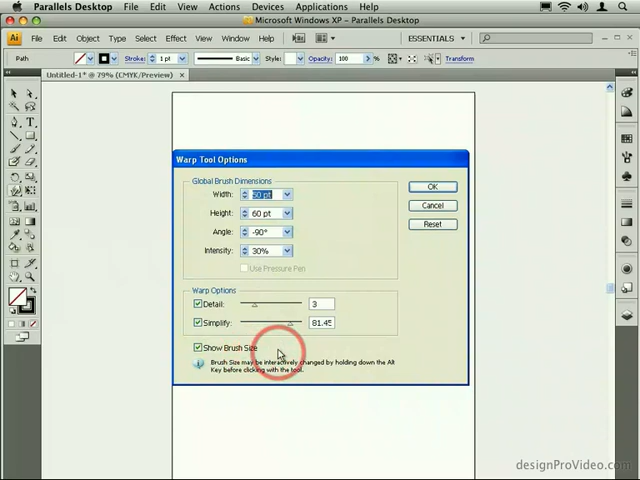 Parallels Desktop File Edit View Devices Applications Help
Microsoft Windows XP – Parallels Desktop
Ai File Edit Object Type Select Effect View Window Help Br ESSENTIALS
Path Stroke: 1 pt Basic Style: Opacity: 100 % Transform
Untitled-1* @ 79% (CMYK/Preview) ×
Warp Tool Options
Global Brush Dimensions
Width: 50 pt OK
Height: 60 pt Cancel
Angle: -90° Reset
Intensity: 30%
Use Pressure Pen
Warp Options
Detail: 3
Simplify: 81.45
Show Brush Size
Brush Size may be interactively changed by holding down the Alt
Key before clicking with the tool.
designProVideo.com